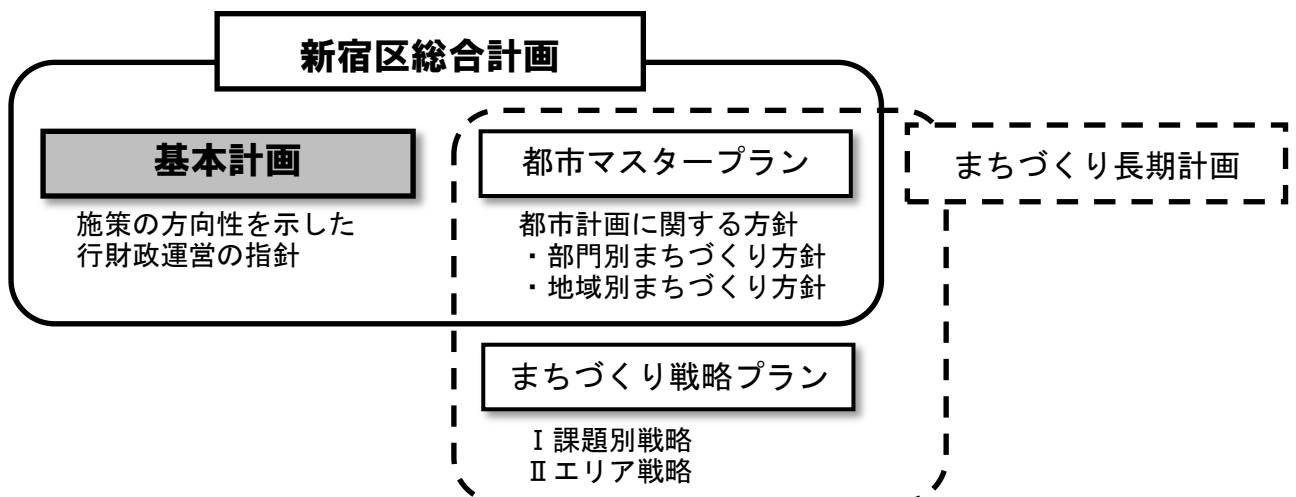 新宿区総合計画
基本計画
施策の方向性を示した
行財政運営の指針
都市マスタープラン
都市計画に関する方針
・部門別まちづくり方針
・地域別まちづくり方針
まちづくり長期計画
まちづくり戦略プラン
Ⅰ課題別戦略
Ⅱエリア戦略